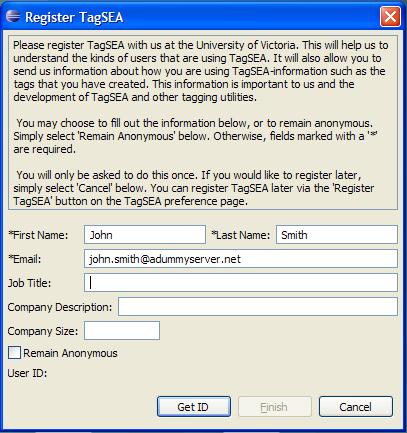 Register TagSEA
Please register TagSEA with us at the University of Victoria. This will help us to
understand the kinds of users that are using TagSEA. It will also allow you to
send us information about how you are using TagSEA-information such as the
tags that you have created. This information is important to us and the
development of TagSEA and other tagging utilities.
You may choose to fill out the information below, or to remain anonymous.
Simply select 'Remain Anonymous' below. Otherwise, fields marked with a '*'
are required.
You will only be asked to do this once. If you would like to register later,
simply select 'Cancel' below. You can register TagSEA later via the 'Register
TagSEA' button on the TagSEA preference page.
*First Name: John *Last Name: Smith
*Email: john.smith@adummyserver.net
Job Title:
Company Description:
Company Size:
Remain Anonymous
User ID:
Get ID Finish Cancel